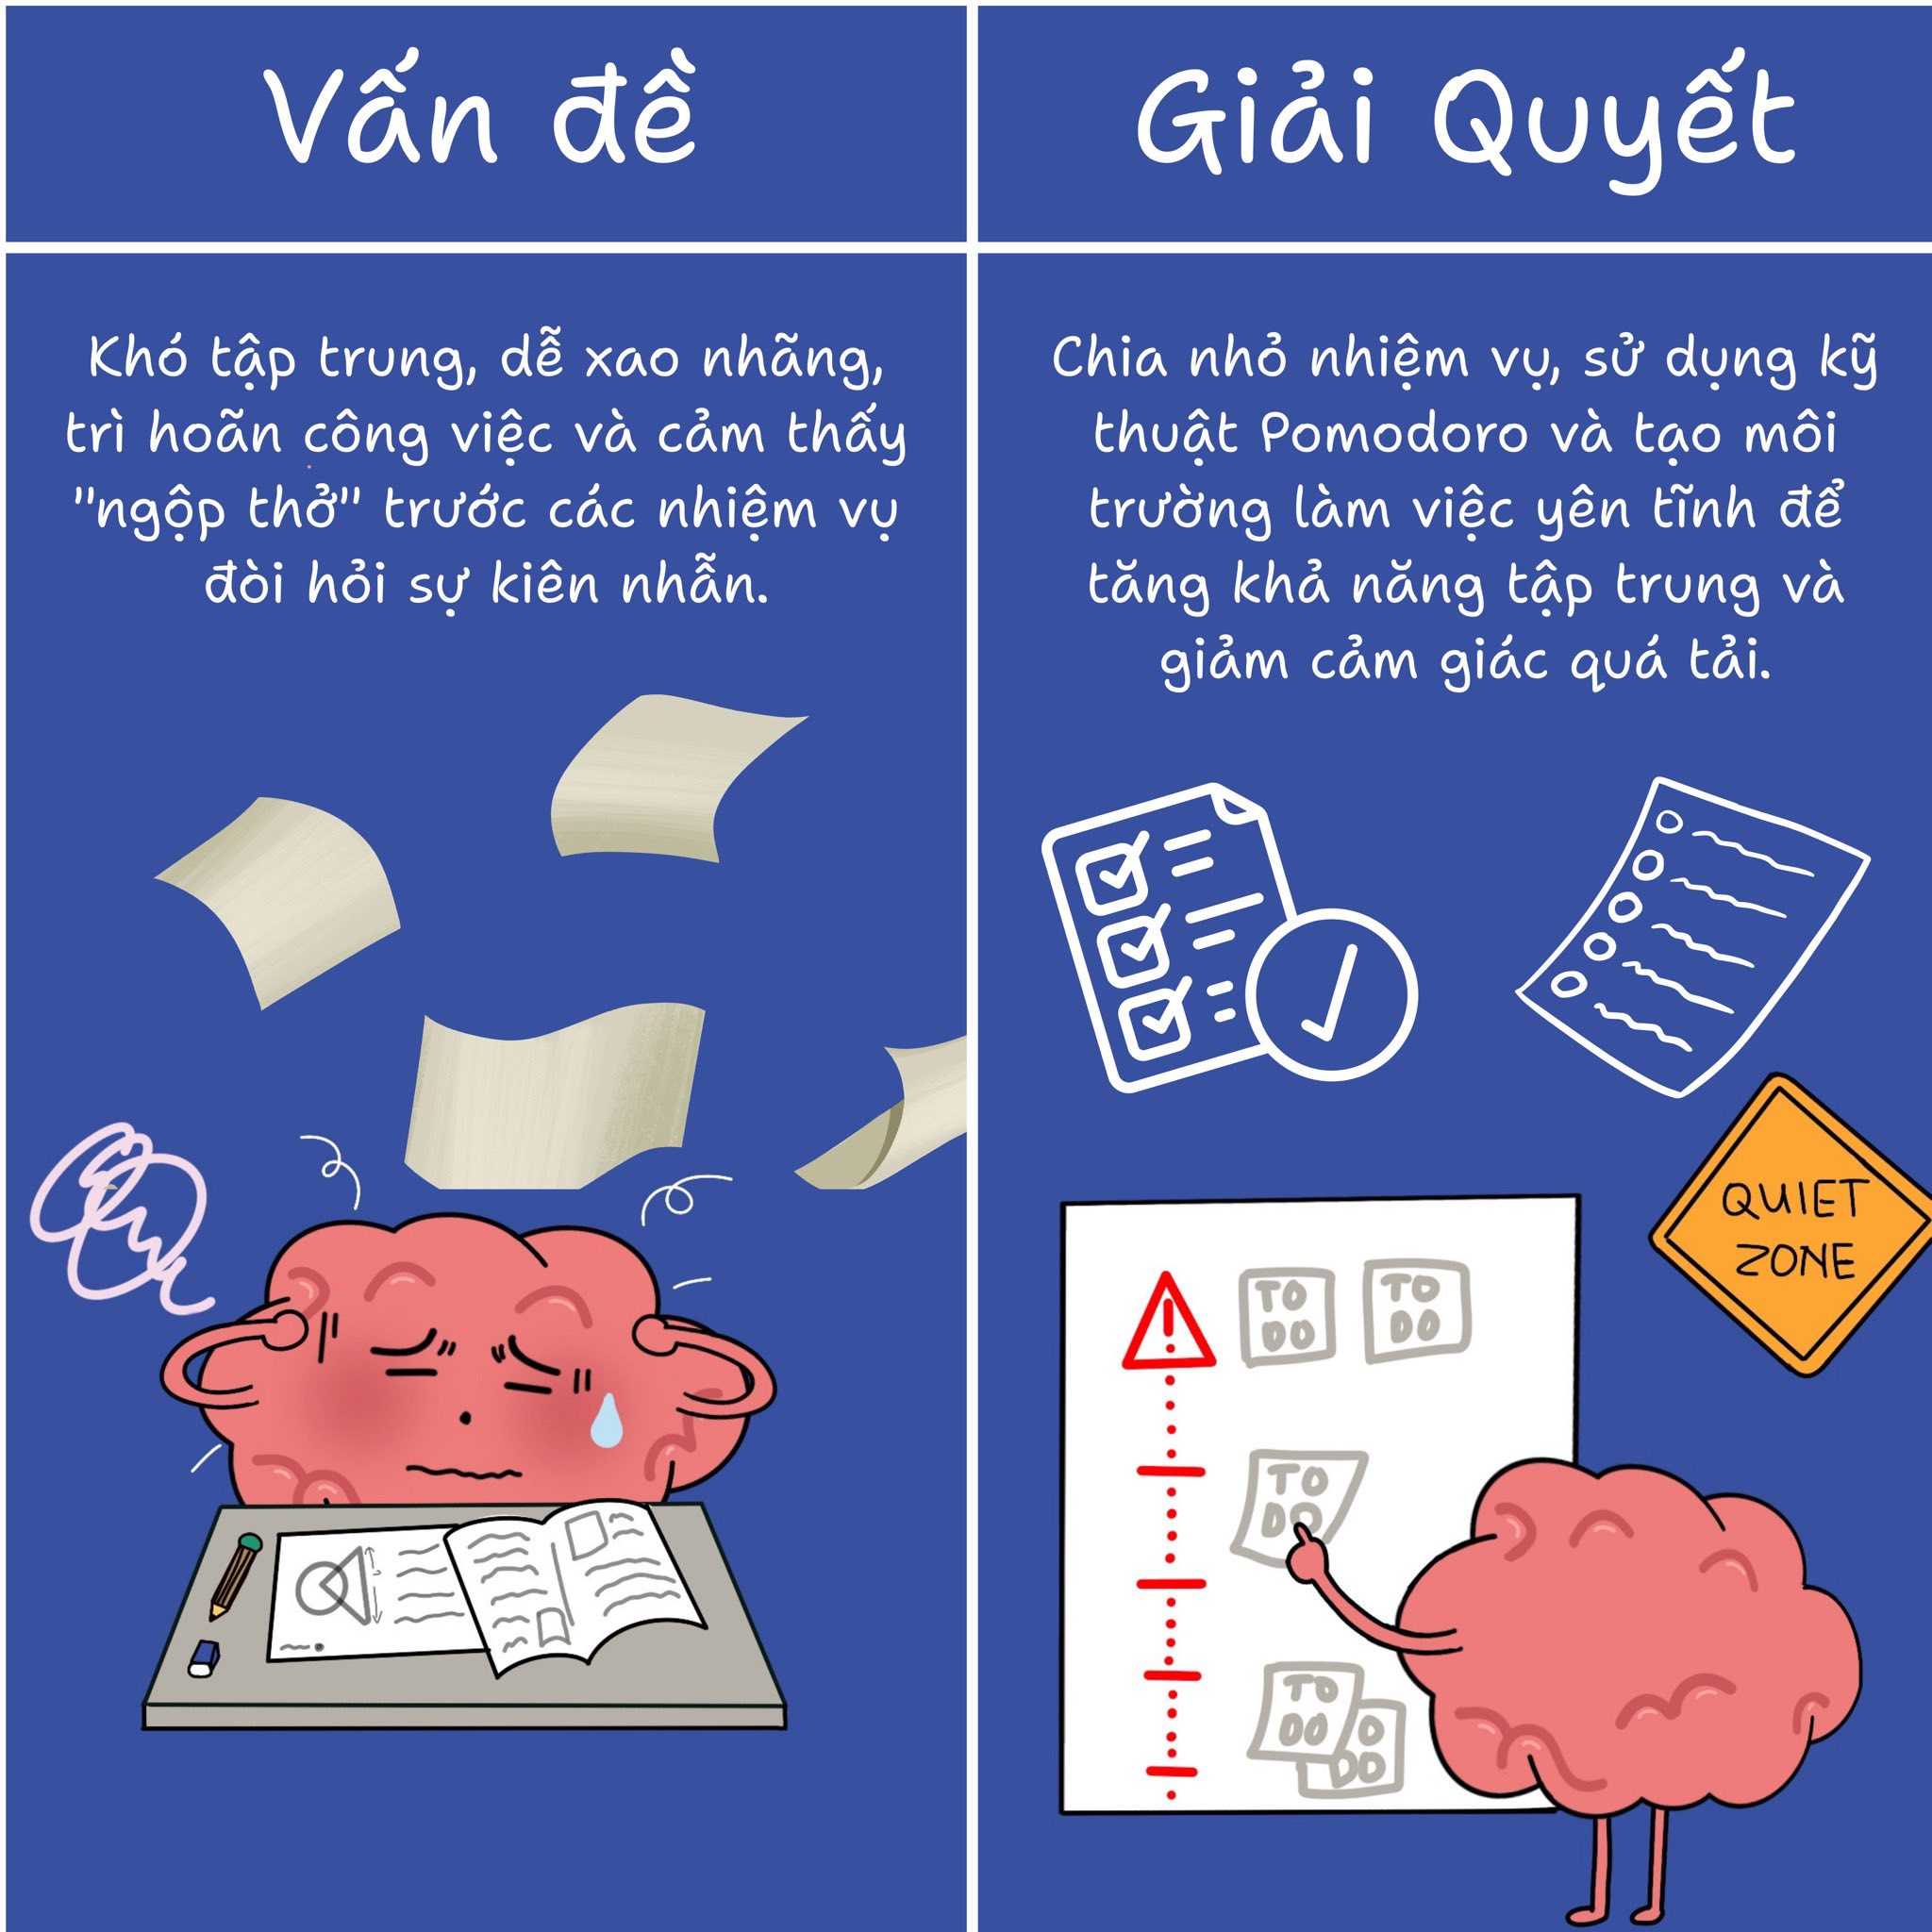 Vấn đề
Giải Quyết
Khó tập trung, dễ xao nhãng,
trì hoãn công việc và cảm thấy
"ngộp thở" trước các nhiệm vụ
đòi hỏi sự kiên nhẫn.
Chia nhỏ nhiệm vụ, sử dụng kỹ
thuật Pomodoro và tạo môi
trường làm việc yên tĩnh để
tăng khả năng tập trung và
giảm cảm giác quá tải.
QUIET
ZONE
!
TO
DO
TO
DO
TO
DO
TO
DO
O
DO